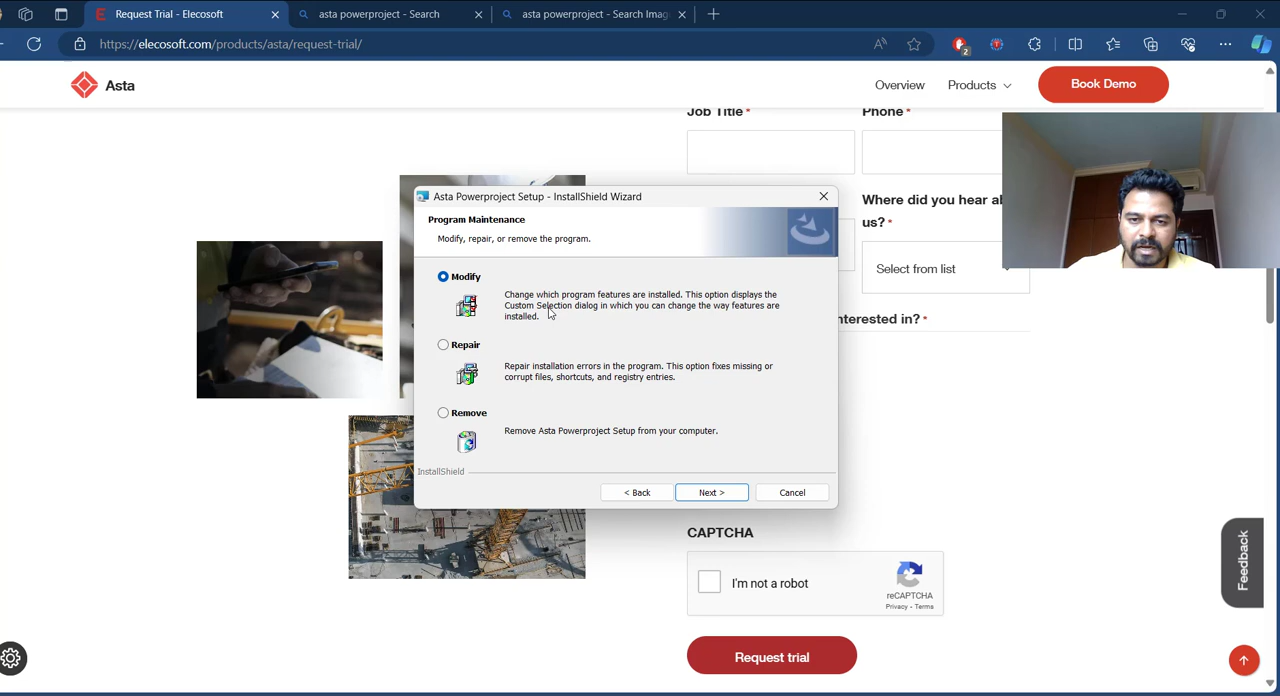 Request Trial - Elecosoft
asta powerproject - Search
asta powerproject - Search Imag
https://elecosoft.com/products/asta/request-trial/
2
Asta
Overview
Products
Book Demo
Job Title *
Phone *
Where did you hear ab
us? *
Select from list
nterested in? *
Asta Powerproject Setup - InstallShield Wizard
Program Maintenance
Modify, repair, or remove the program.
Modify
Change which program features are installed. This option displays the
Custom Selection dialog in which you can change the way features are
installed.
Repair
Repair installation errors in the program. This option fixes missing or
corrupt files, shortcuts, and registry entries.
Remove
Remove Asta Powerproject Setup from your computer.
InstallShield
< Back
Next >
Cancel
CAPTCHA
I'm not a robot
reCAPTCHA
Privacy - Terms
Request trial
Feedback